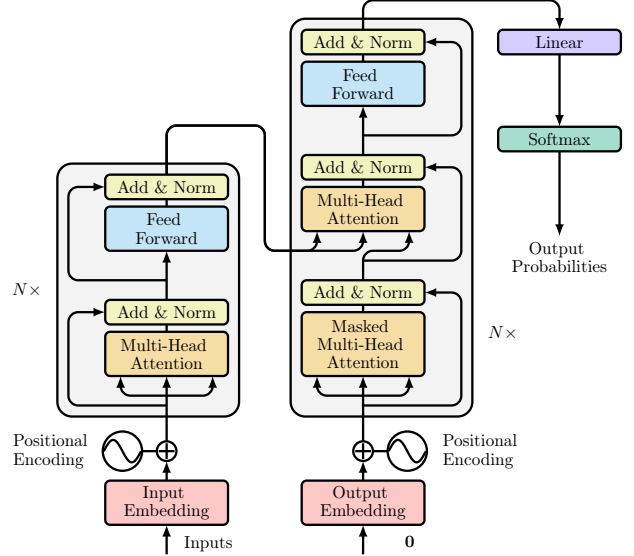 Add & Norm
Feed
Forward
Add & Norm
Multi-Head
Attention
Add & Norm
Masked
Multi-Head
Attention
N×
Positional
Encoding
Output
Embedding
0
Linear
Softmax
Output
Probabilities
Add & Norm
Feed
Forward
Add & Norm
Multi-Head
Attention
N×
Positional
Encoding
Input
Embedding
Inputs